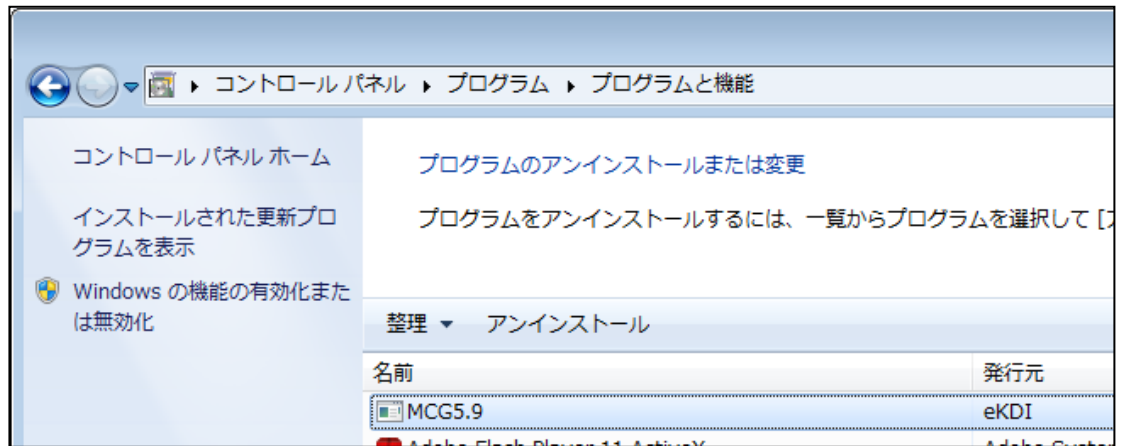 コントロール パネル ▸ プログラム ▸ プログラムと機能
コントロール パネル ホーム
インストールされた更新プロ
グラムを表示
Windows の機能の有効化また
は無効化
プログラムのアンインストールまたは変更
プログラムをアンインストールするには、一覧からプログラムを選択して [
整理 アンインストール
名前 発行元
MCG5.9 eKDI
Adobe Flash Player 11 ActiveX Adobe System